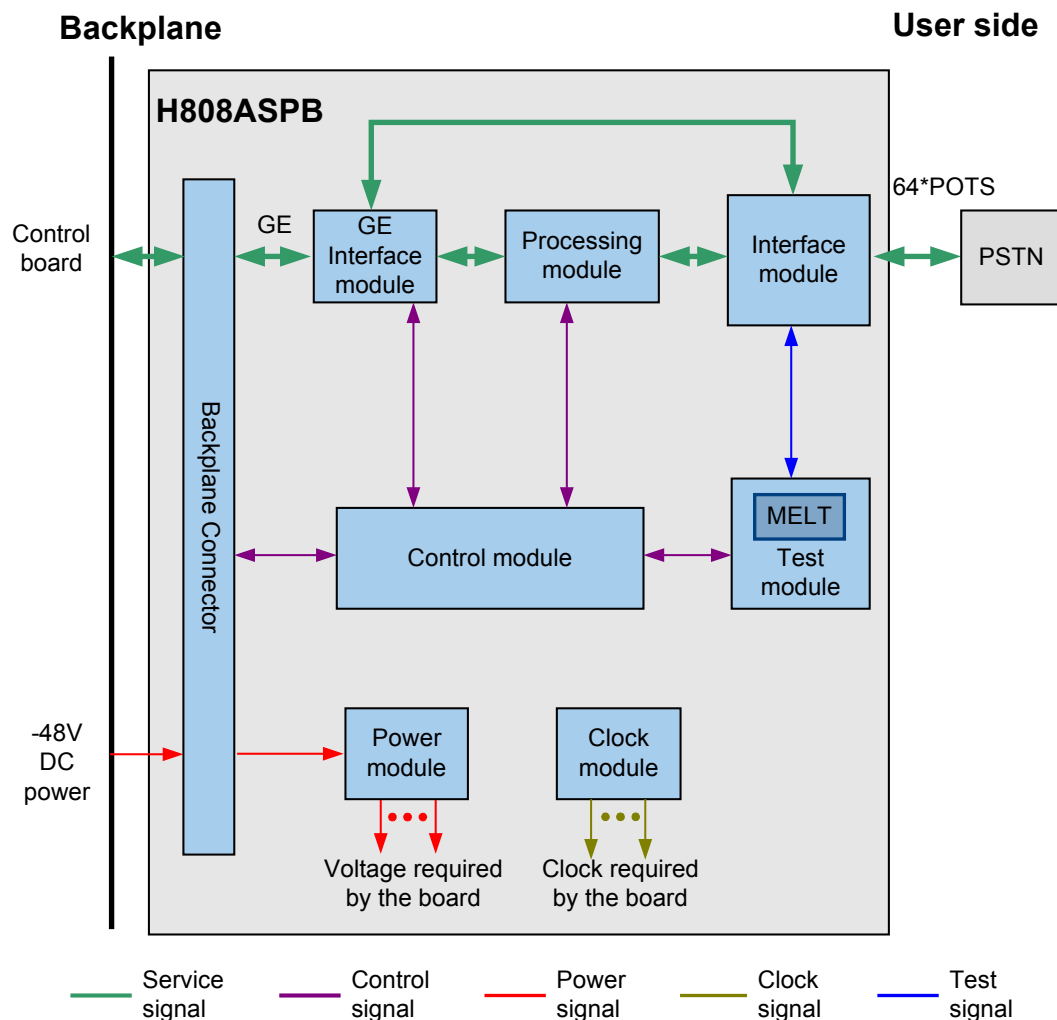 Backplane
User side
H808ASPB
64*POTS
Control
board
GE
GE
Interface
module
Processing
module
Interface
module
PSTN
Backplane Connector
Control module
MELT
Test
module
-48V
DC
power
Power
module
Clock
module
Voltage required
by the board
Clock required
by the board
Service
signal
Control
signal
Power
signal
Clock
signal
Test
signal